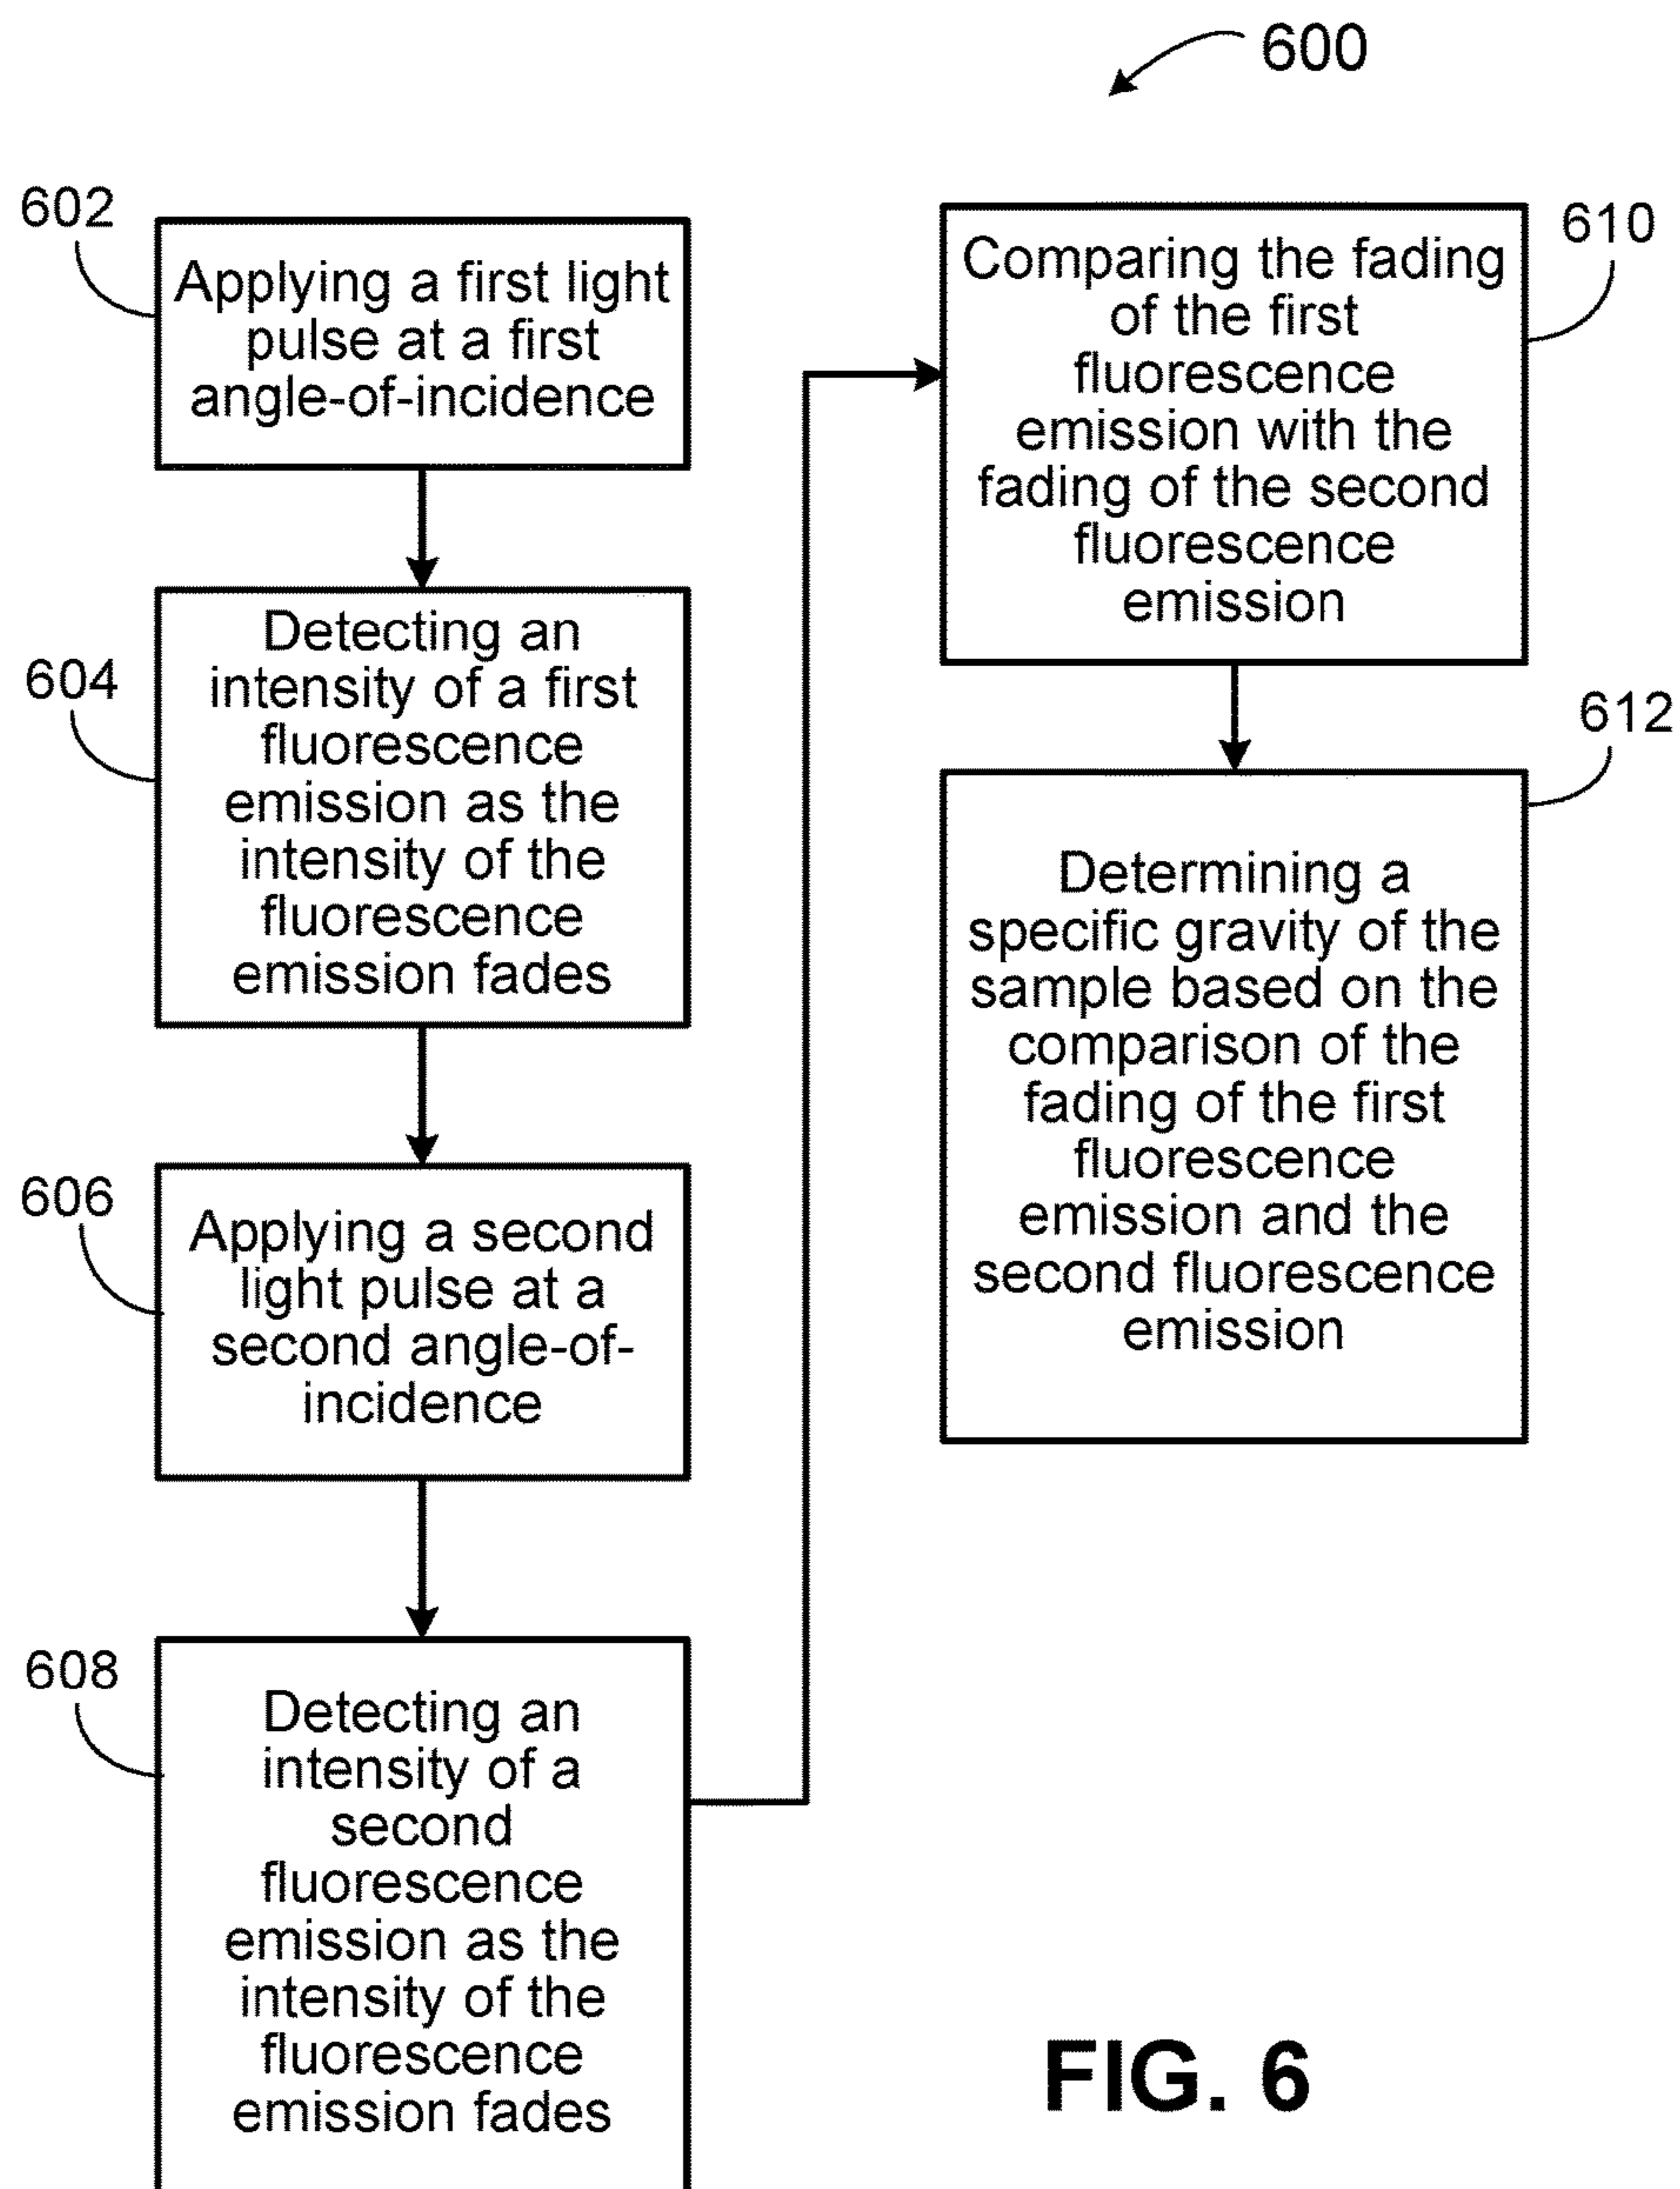 600
602
Applying a first light
pulse at a first
angle-of-incidence
604
Detecting an
intensity of a first
fluorescence
emission as the
intensity of the
fluorescence
emission fades
606
Applying a second
light pulse at a
second angle-of-
incidence
608
Detecting an
intensity of a
second
fluorescence
emission as the
intensity of the
fluorescence
emission fades
610
Comparing the fading
of the first
fluorescence
emission with the
fading of the second
fluorescence
emission
612
Determining a
specific gravity of the
sample based on the
comparison of the
fading of the first
fluorescence
emission and the
second fluorescence
emission
FIG. 6